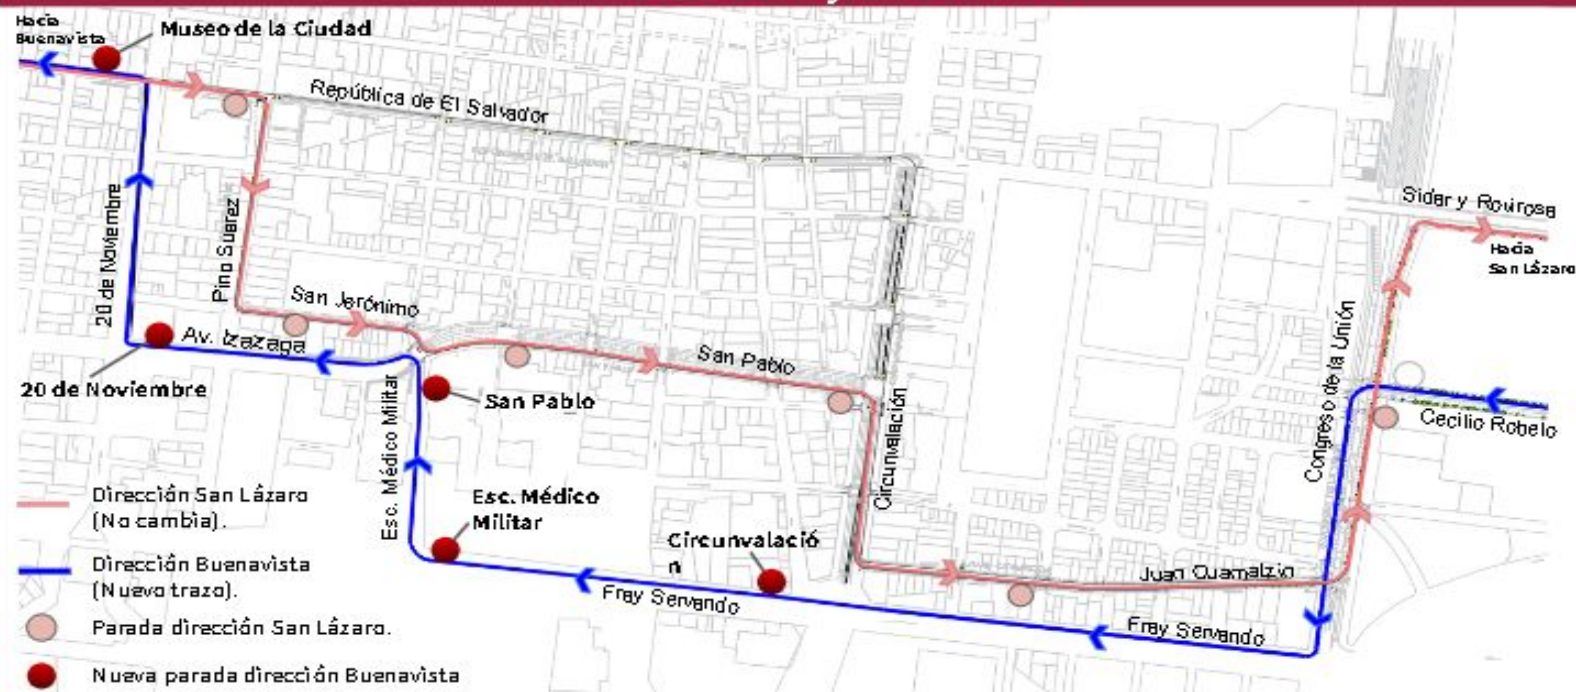 Hacia
Buenavista
Museo de la Ciudad
República de El Salvador
Sidar y Rovirosa
Hacia
San Lázaro
20 de Noviembre
Pino Suarez
San Jerónimo
Av. Izazaga
San Pablo
20 de Noviembre
San Pablo
Esc. Médico Militar
Circunvalación
Congreso de la Unión
Cecilio Robelo
Esc. Médico
Militar
Circunvalació
n
Juan Cuamatzin
Fray Servando
Fray Servando
Dirección San Lázaro
(No cambia).
Dirección Buenavista
(Nuevo trazo).
Parada dirección San Lázaro.
Nueva parada dirección Buenavista